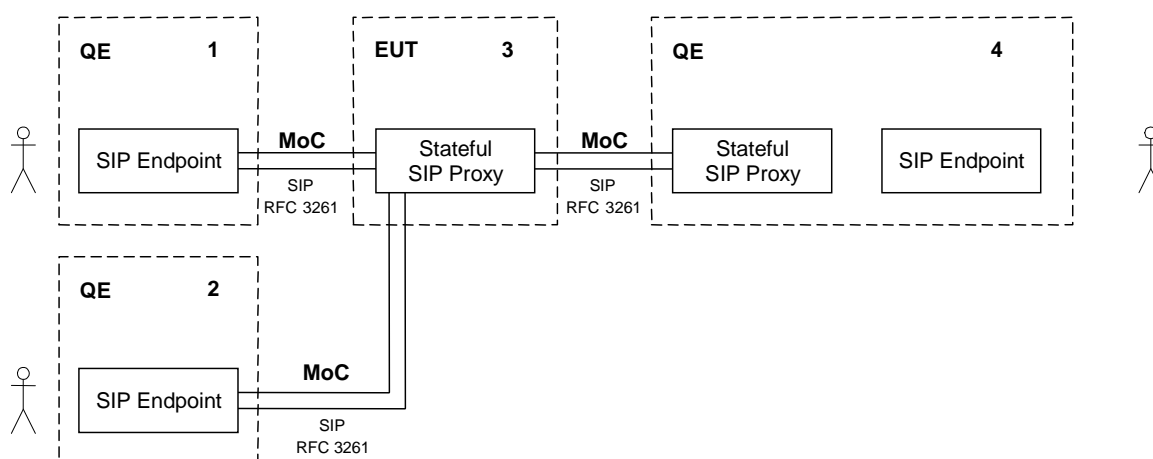 QE 1
EUT 3
QE 4
SIP Endpoint
MoC
SIP
RFC 3261
Stateful
SIP Proxy
MoC
SIP
RFC 3261
Stateful
SIP Proxy
SIP Endpoint
QE 2
SIP Endpoint
MoC
SIP
RFC 3261